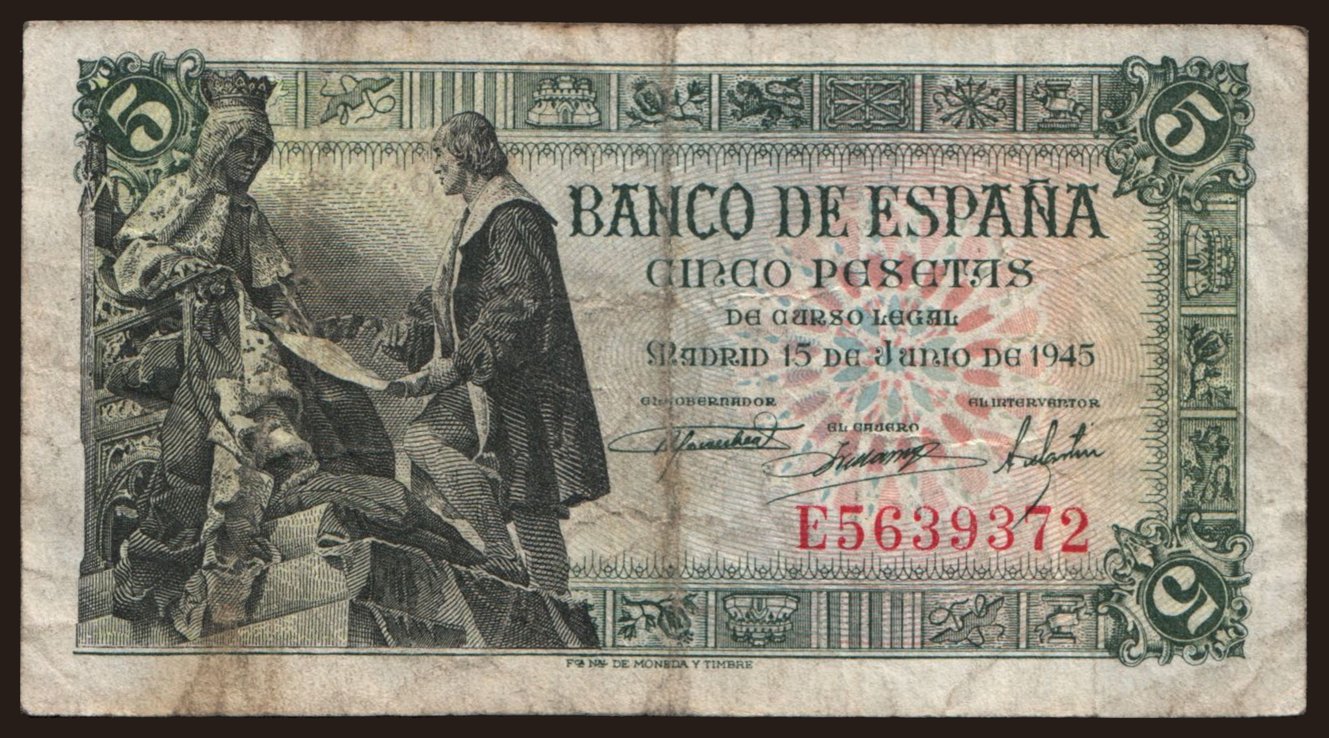 5
5
BANCO DE ESPAÑA
CINCO PESETAS
DE CURSO LEGAL
MADRID 15 DE JUNIO DE 1945
EL GOBERNADOR
EL INTERVENTOR
EL CAJERO
E5639372
5
FCA NAL DE MONEDA Y TIMBRE